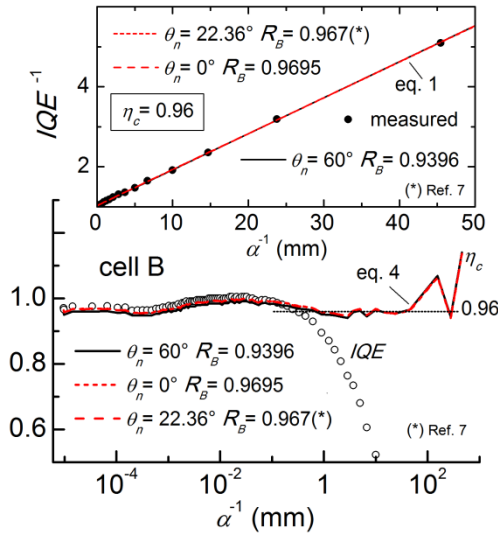 θn = 22.36° RB = 0.967(*)
θn = 0° RB = 0.9695
ηc = 0.96
eq. 1
measured
θn = 60° RB = 0.9396
(*) Ref. 7
IQE⁻¹
4
2
0 10 20 30 40 50
α⁻¹ (mm)
cell B
ηc
eq. 4
0.96
1.0
IQE
θn = 60° RB = 0.9396
θn = 0° RB = 0.9695
θn = 22.36° RB = 0.967(*)
(*) Ref. 7
0.8
0.6
10⁻⁴ 10⁻² 1 10²
α⁻¹ (mm)